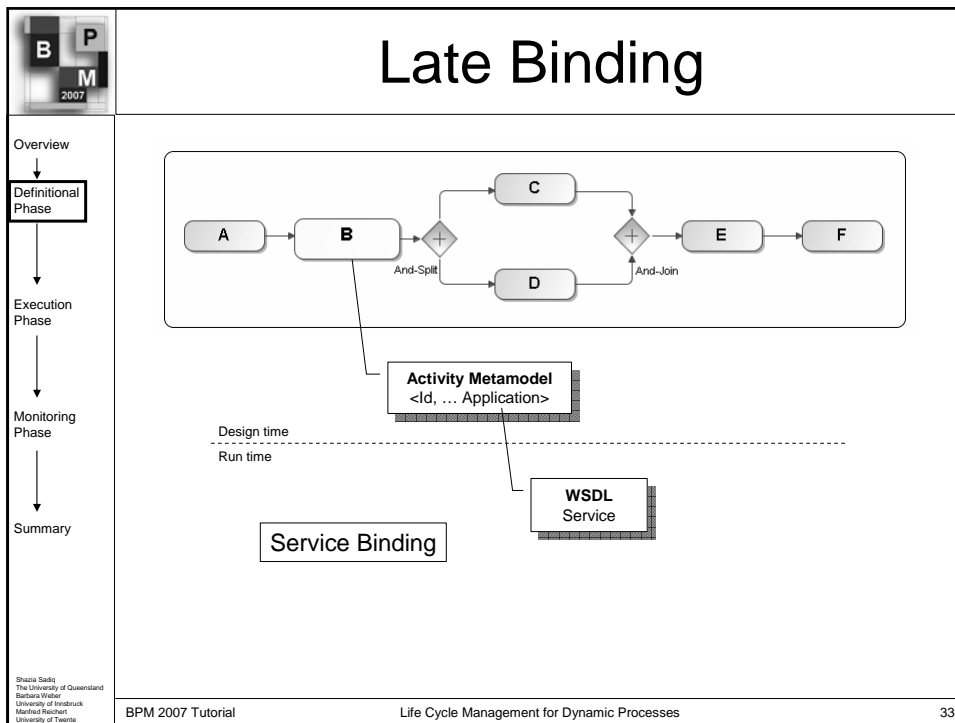 B
P
M
2007
Late Binding
Overview
Definitional
Phase
Execution
Phase
Monitoring
Phase
Summary
A
B
C
D
E
F
And-Split
And-Join
Activity Metamodel
<Id, … Application>
Design time
Run time
WSDL
Service
Service Binding
Shazia Sadiq
The University of Queensland
Barbara Weber
University of Innsbruck
Manfred Reichert
University of Twente
BPM 2007 Tutorial
Life Cycle Management for Dynamic Processes
33